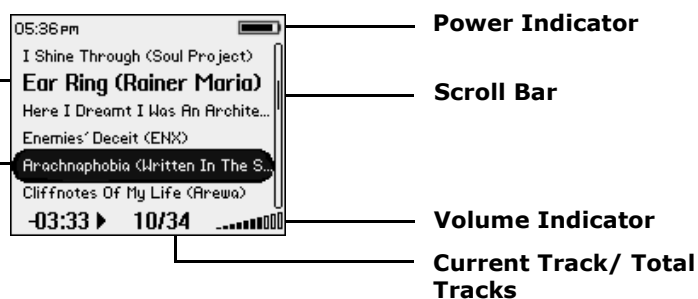 05:36 PM
Power Indicator
I Shine Through (Soul Project)
Ear Ring (Rainer Maria)
Scroll Bar
Here I Dreamt I Was An Archite...
Enemies' Deceit (ENX)
Arachnaphobia (Written In The S...
Cliffnotes Of My Life (Arewa)
-03:33 10/34
Volume Indicator
Current Track/ Total
Tracks